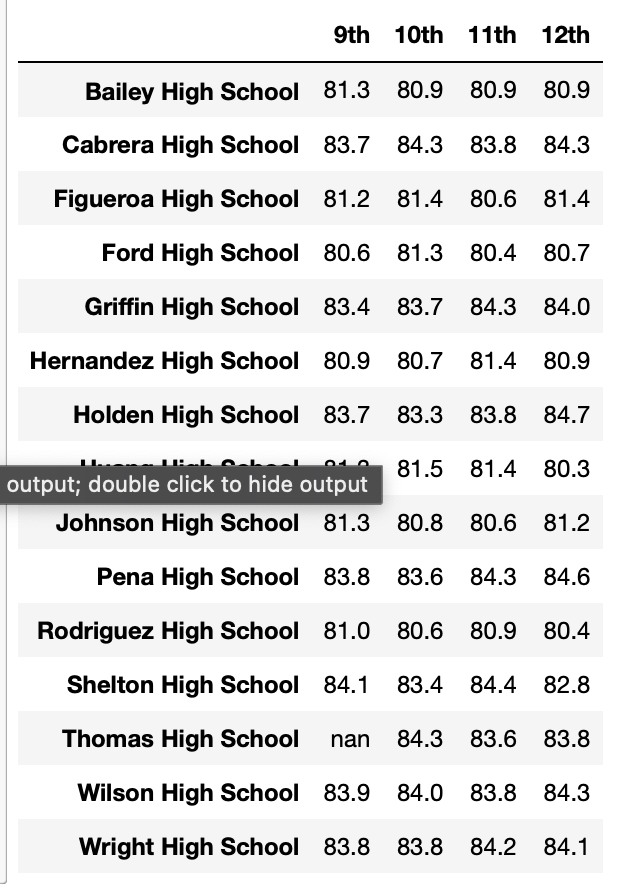 9th 10th 11th 12th
Bailey High School 81.3 80.9 80.9 80.9
Cabrera High School 83.7 84.3 83.8 84.3
Figueroa High School 81.2 81.4 80.6 81.4
Ford High School 80.6 81.3 80.4 80.7
Griffin High School 83.4 83.7 84.3 84.0
Hernandez High School 80.9 80.7 81.4 80.9
Holden High School 83.7 83.3 83.8 84.7
High School 81.5 81.4 80.3
output; double click to hide output
Johnson High School 81.3 80.8 80.6 81.2
Pena High School 83.8 83.6 84.3 84.6
Rodriguez High School 81.0 80.6 80.9 80.4
Shelton High School 84.1 83.4 84.4 82.8
Thomas High School nan 84.3 83.6 83.8
Wilson High School 83.9 84.0 83.8 84.3
Wright High School 83.8 83.8 84.2 84.1